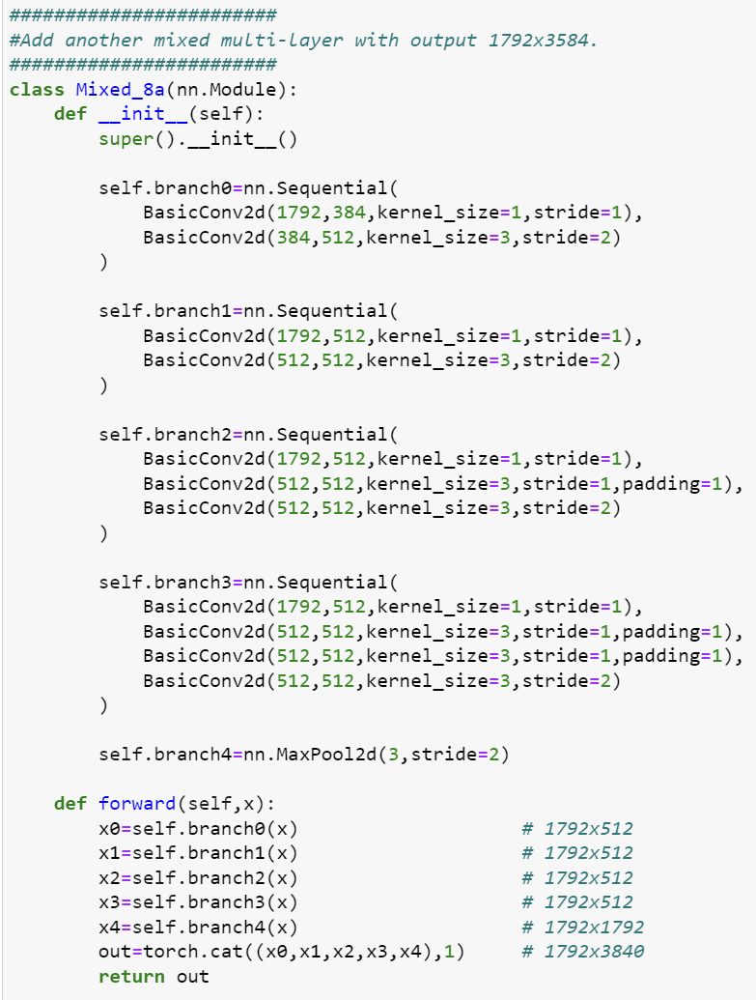 ########################
#Add another mixed multi-layer with output 1792x3584.
########################
class Mixed_8a(nn.Module):
    def __init__(self):
        super().__init__()

        self.branch0=nn.Sequential(
            BasicConv2d(1792,384,kernel_size=1,stride=1),
            BasicConv2d(384,512,kernel_size=3,stride=2)
        )

        self.branch1=nn.Sequential(
            BasicConv2d(1792,512,kernel_size=1,stride=1),
            BasicConv2d(512,512,kernel_size=3,stride=2)
        )

        self.branch2=nn.Sequential(
            BasicConv2d(1792,512,kernel_size=1,stride=1),
            BasicConv2d(512,512,kernel_size=3,stride=1,padding=1),
            BasicConv2d(512,512,kernel_size=3,stride=2)
        )

        self.branch3=nn.Sequential(
            BasicConv2d(1792,512,kernel_size=1,stride=1),
            BasicConv2d(512,512,kernel_size=3,stride=1,padding=1),
            BasicConv2d(512,512,kernel_size=3,stride=1,padding=1),
            BasicConv2d(512,512,kernel_size=3,stride=2)
        )

        self.branch4=nn.MaxPool2d(3,stride=2)

    def forward(self,x):
        x0=self.branch0(x)                    # 1792x512
        x1=self.branch1(x)                    # 1792x512
        x2=self.branch2(x)                    # 1792x512
        x3=self.branch3(x)                    # 1792x512
        x4=self.branch4(x)                    # 1792x1792
        out=torch.cat((x0,x1,x2,x3,x4),1)     # 1792x3840
        return out